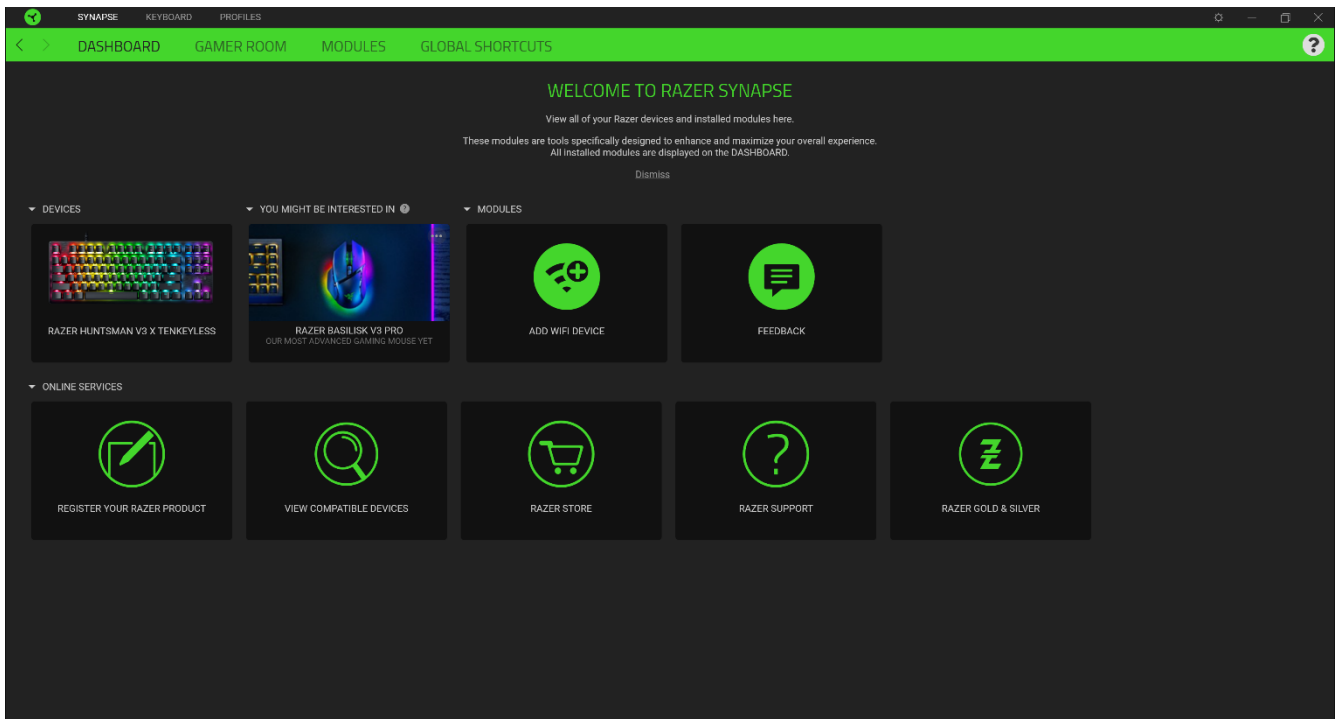 SYNAPSE KEYBOARD PROFILES
DASHBOARD GAMER ROOM MODULES GLOBAL SHORTCUTS
?
WELCOME TO RAZER SYNAPSE
View all of your Razer devices and installed modules here.
These modules are tools specifically designed to enhance and maximize your overall experience.
All installed modules are displayed on the DASHBOARD.
Dismiss
DEVICES
YOU MIGHT BE INTERESTED IN ?
MODULES
RAZER HUNTSMAN V3 X TENKEYLESS
RAZER BASILISK V3 PRO
OUR MOST ADVANCED GAMING MOUSE YET
ADD WIFI DEVICE
FEEDBACK
ONLINE SERVICES
REGISTER YOUR RAZER PRODUCT
VIEW COMPATIBLE DEVICES
RAZER STORE
?
RAZER SUPPORT
RAZER GOLD & SILVER